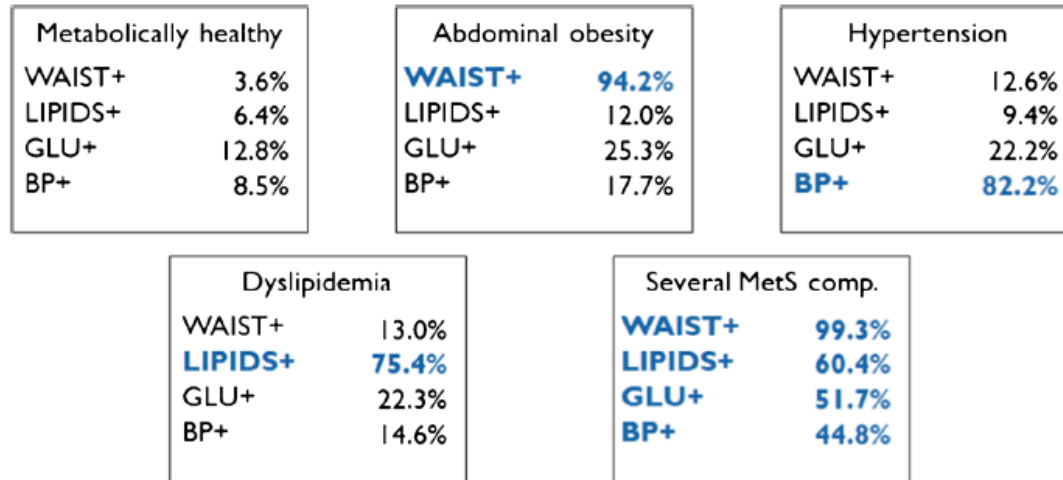 Metabolically healthy
WAIST+ 3.6%
LIPIDS+ 6.4%
GLU+ 12.8%
BP+ 8.5%
Abdominal obesity
WAIST+ 94.2%
LIPIDS+ 12.0%
GLU+ 25.3%
BP+ 17.7%
Hypertension
WAIST+ 12.6%
LIPIDS+ 9.4%
GLU+ 22.2%
BP+ 82.2%
Dyslipidemia
WAIST+ 13.0%
LIPIDS+ 75.4%
GLU+ 22.3%
BP+ 14.6%
Several MetS comp.
WAIST+ 99.3%
LIPIDS+ 60.4%
GLU+ 51.7%
BP+ 44.8%